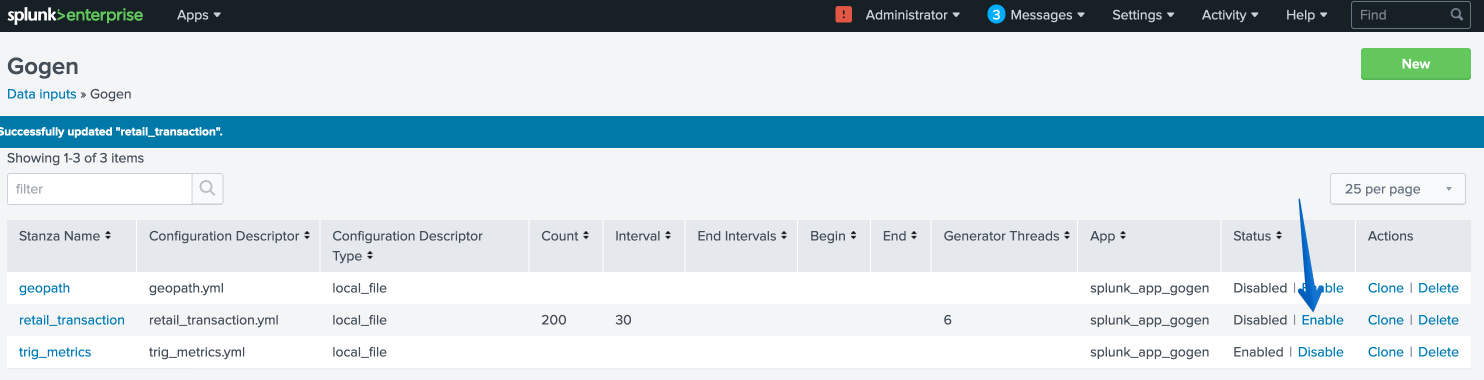 splunk>enterprise Apps ! Administrator 3 Messages Settings Activity Help Find
Gogen New
Data inputs » Gogen
Successfully updated "retail_transaction".
Showing 1-3 of 3 items
filter 25 per page
Stanza Name Configuration Descriptor Configuration Descriptor Type Count Interval End Intervals Begin End Generator Threads App Status Actions
geopath geopath.yml local_file splunk_app_gogen Disabled | Enable Clone | Delete
retail_transaction retail_transaction.yml local_file 200 30 6 splunk_app_gogen Disabled | Enable Clone | Delete
trig_metrics trig_metrics.yml local_file splunk_app_gogen Enabled | Disable Clone | Delete